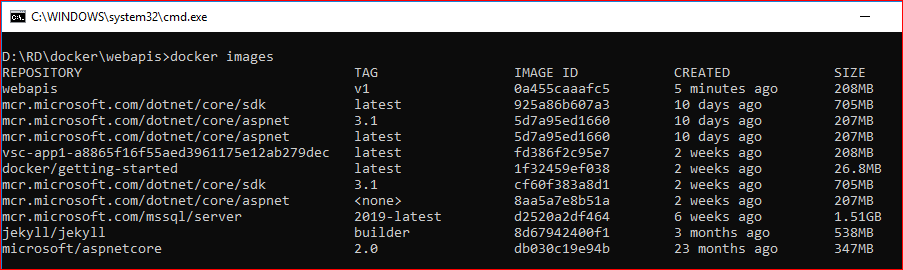 C:\WINDOWS\system32\cmd.exe
D:\RD\docker\webapis>docker images
REPOSITORY TAG IMAGE ID CREATED SIZE
webapis v1 0a455caaafc5 5 minutes ago 208MB
mcr.microsoft.com/dotnet/core/sdk latest 925a86b607a3 10 days ago 705MB
mcr.microsoft.com/dotnet/core/aspnet 3.1 5d7a95ed1660 10 days ago 207MB
mcr.microsoft.com/dotnet/core/aspnet latest 5d7a95ed1660 10 days ago 207MB
vsc-app1-a8865f16f55aed3961175e12ab279dec latest fd386f2c95e7 2 weeks ago 208MB
docker/getting-started latest 1f32459ef038 2 weeks ago 26.8MB
mcr.microsoft.com/dotnet/core/sdk 3.1 cf60f383a8d1 2 weeks ago 705MB
mcr.microsoft.com/dotnet/core/aspnet <none> 8aa5a7e8b51a 2 weeks ago 207MB
mcr.microsoft.com/mssql/server 2019-latest d2520a2df464 6 weeks ago 1.51GB
jekyll/jekyll builder 8d67942400f1 3 months ago 538MB
microsoft/aspnetcore 2.0 db030c19e94b 23 months ago 347MB